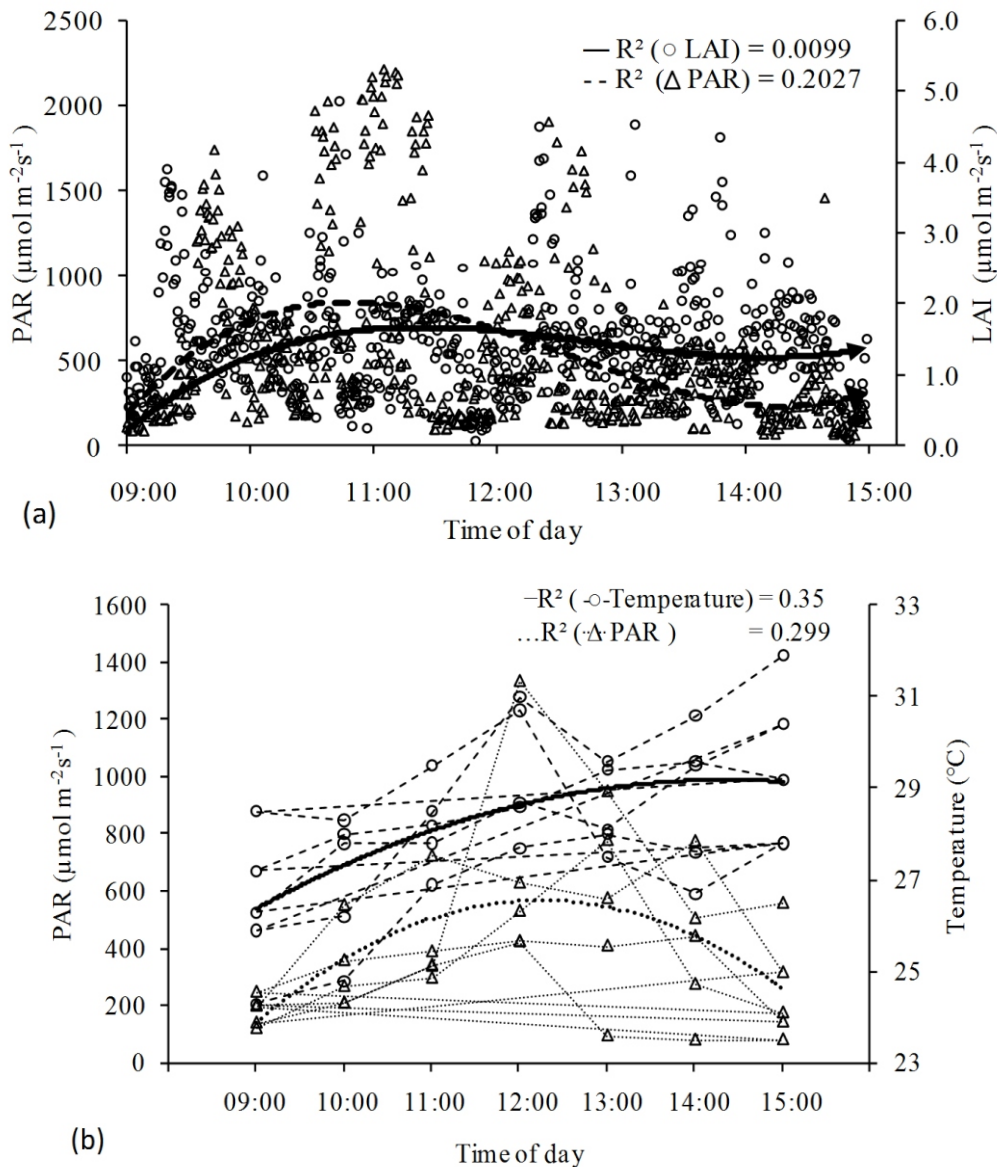 R² (○ LAI) = 0.0099
R² (Δ PAR) = 0.2027
PAR (µmol m⁻²s⁻¹)
2500
2000
1500
1000
500
0
LAI (µmol m⁻²s⁻¹)
6.0
5.0
4.0
3.0
2.0
1.0
0.0
09:00 10:00 11:00 12:00 13:00 14:00 15:00
(a)
Time of day
R² (-○-Temperature) = 0.35
R² (·Δ· PAR ) = 0.299
PAR (µmol m⁻²s⁻¹)
1600
1400
1200
1000
800
600
400
200
0
Temperature (°C)
33
31
29
27
25
23
09:00 10:00 11:00 12:00 13:00 14:00 15:00
(b)
Time of day